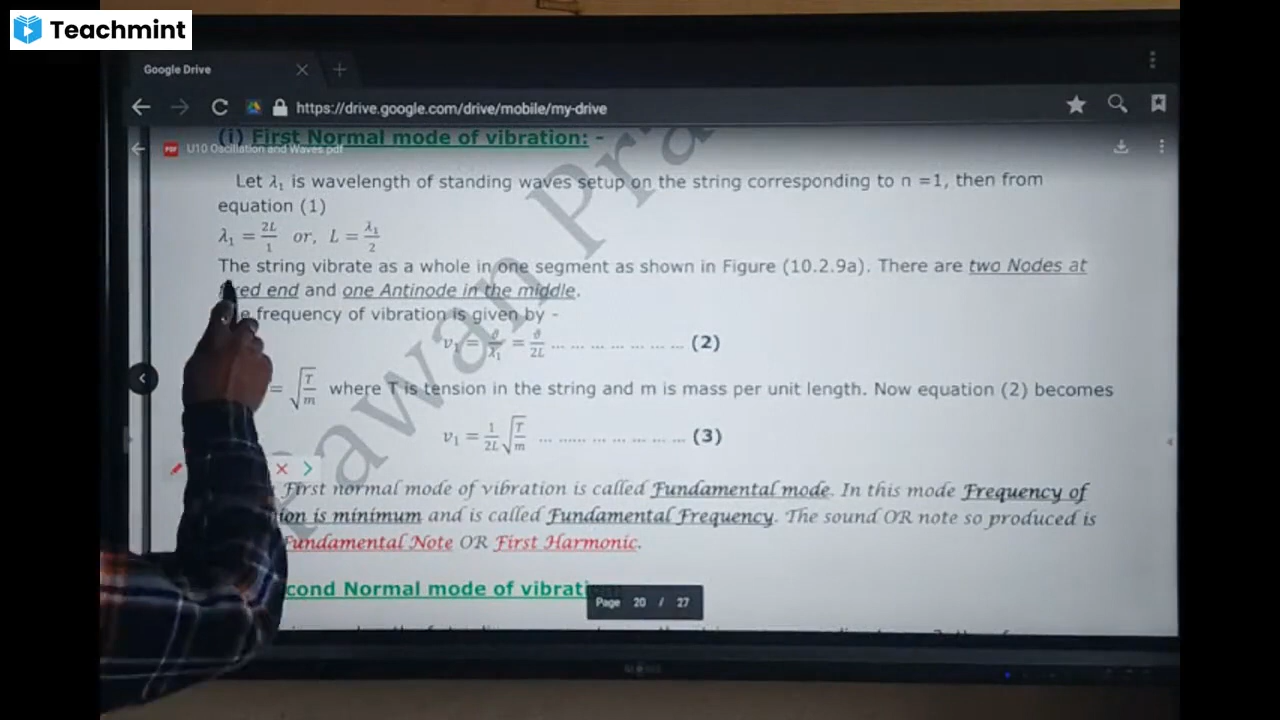 Teachmint
Google Drive
https://drive.google.com/drive/mobile/my-drive
(i) First Normal mode of vibration: -
U10 Oscillation and Waves.pdf
Let λ₁ is wavelength of standing waves setup on the string corresponding to n =1, then from
equation (1)
λ₁ = 2L/1 or, L = λ₁/2
The string vibrate as a whole in one segment as shown in Figure (10.2.9a). There are two Nodes at
fixed end and one Antinode in the middle.
frequency of vibration is given by -
ν₁ = ϑ/λ₁ = ϑ/2L … … … … … … … (2)
= √(T/m) where T is tension in the string and m is mass per unit length. Now equation (2) becomes
ν₁ = 1/2L √(T/m) … …… … … … … … (3)
First normal mode of vibration is called Fundamental mode. In this mode Frequency of
is minimum and is called Fundamental Frequency. The sound OR note so produced is
Fundamental Note OR First Harmonic.
Normal mode of
Page 20 / 27
Pawan Pra